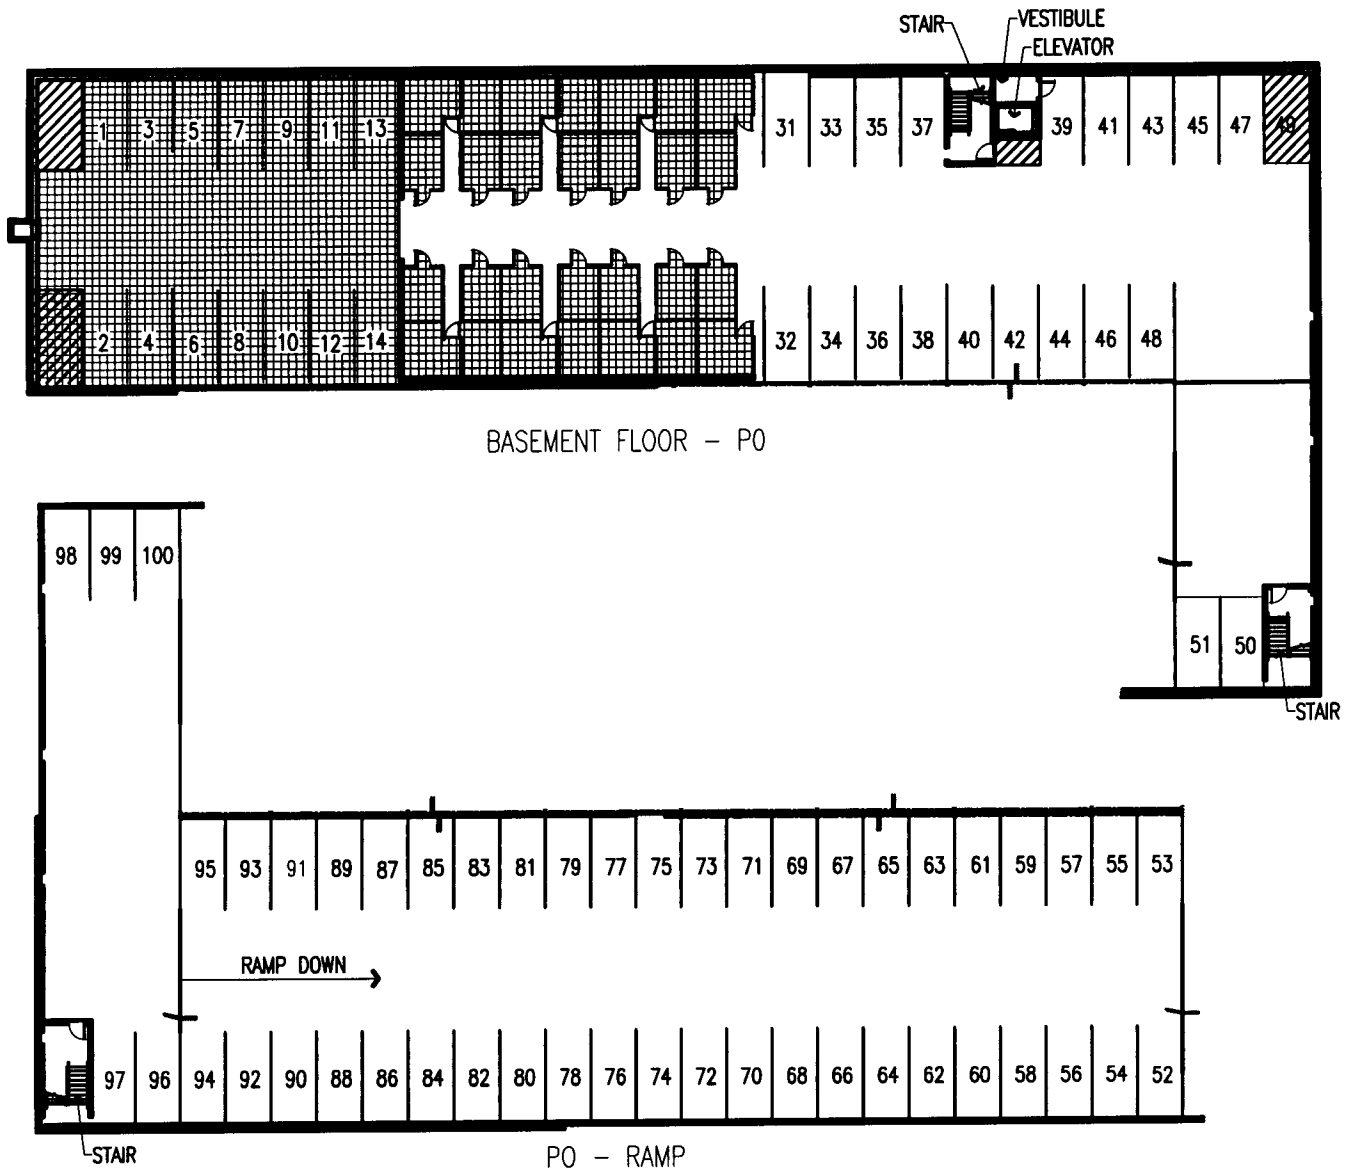 STAIR
VESTIBULE
ELEVATOR
1 3 5 7 9 11 13 31 33 35 37 39 41 43 45 47 49
2 4 6 8 10 12 14 32 34 36 38 40 42 44 46 48
BASEMENT FLOOR - P0
98 99 100
51 50
STAIR
95 93 91 89 87 85 83 81 79 77 75 73 71 69 67 65 63 61 59 57 55 53
RAMP DOWN
97 96 94 92 90 88 86 84 82 80 78 76 74 72 70 68 66 64 62 60 58 56 54 52
STAIR
P0 - RAMP